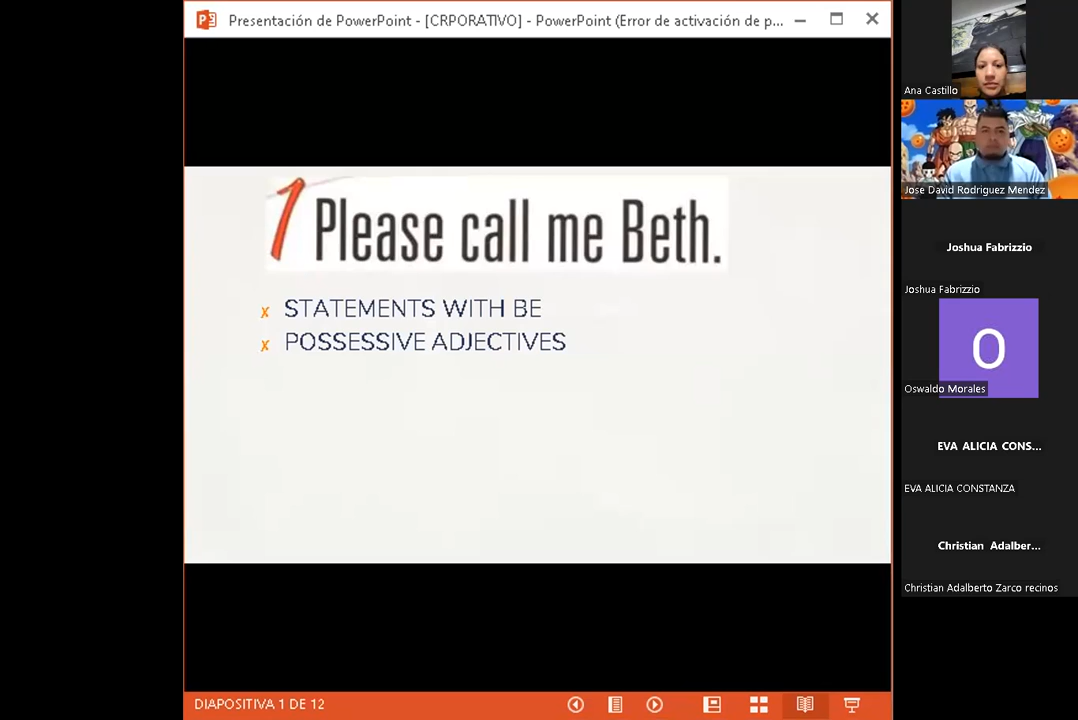 Presentación de PowerPoint - [CRPORATIVO] - PowerPoint (Error de activación de p...
1 Please call me Beth.
x STATEMENTS WITH BE
x POSSESSIVE ADJECTIVES
DIAPOSITIVA 1 DE 12
Ana Castillo
Jose David Rodriguez Mendez
Joshua Fabrizzio
Joshua Fabrizzio
O
Oswaldo Morales
EVA ALICIA CONS...
EVA ALICIA CONSTANZA
Christian Adalber...
Christian Adalberto Zarco recinos